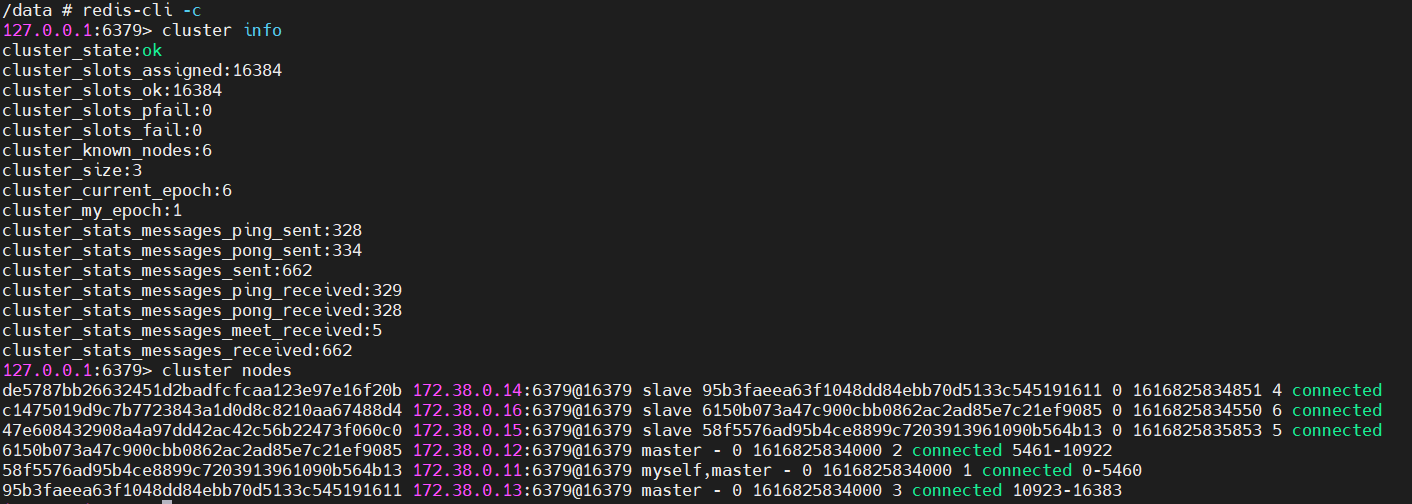 /data # redis-cli -c
127.0.0.1:6379> cluster info
cluster_state:ok
cluster_slots_assigned:16384
cluster_slots_ok:16384
cluster_slots_pfail:0
cluster_slots_fail:0
cluster_known_nodes:6
cluster_size:3
cluster_current_epoch:6
cluster_my_epoch:1
cluster_stats_messages_ping_sent:328
cluster_stats_messages_pong_sent:334
cluster_stats_messages_sent:662
cluster_stats_messages_ping_received:329
cluster_stats_messages_pong_received:328
cluster_stats_messages_meet_received:5
cluster_stats_messages_received:662
127.0.0.1:6379> cluster nodes
de5787bb26632451d2badfcfcaa123e97e16f20b 172.38.0.14:6379@16379 slave 95b3faeea63f1048dd84ebb70d5133c545191611 0 1616825834851 4 connected
c1475019d9c7b7723843a1d0d8c8210aa67488d4 172.38.0.16:6379@16379 slave 6150b073a47c900cbb0862ac2ad85e7c21ef9085 0 1616825834550 6 connected
47e608432908a4a97dd42ac42c56b22473f060c0 172.38.0.15:6379@16379 slave 58f5576ad95b4ce8899c7203913961090b564b13 0 1616825835853 5 connected
6150b073a47c900cbb0862ac2ad85e7c21ef9085 172.38.0.12:6379@16379 master - 0 1616825834000 2 connected 5461-10922
58f5576ad95b4ce8899c7203913961090b564b13 172.38.0.11:6379@16379 myself,master - 0 1616825834000 1 connected 0-5460
95b3faeea63f1048dd84ebb70d5133c545191611 172.38.0.13:6379@16379 master - 0 1616825834000 3 connected 10923-16383